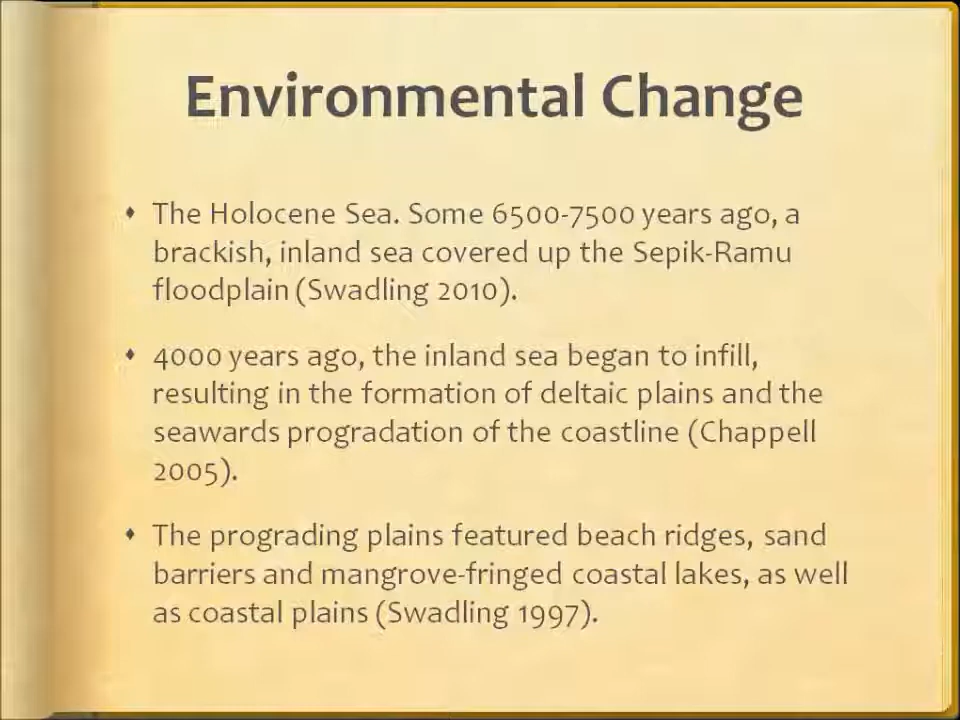 Environmental Change
The Holocene Sea. Some 6500-7500 years ago, a
brackish, inland sea covered up the Sepik-Ramu
floodplain (Swadling 2010).
4000 years ago, the inland sea began to infill,
resulting in the formation of deltaic plains and the
seawards progradation of the coastline (Chappell
2005).
The prograding plains featured beach ridges, sand
barriers and mangrove-fringed coastal lakes, as well
as coastal plains (Swadling 1997).